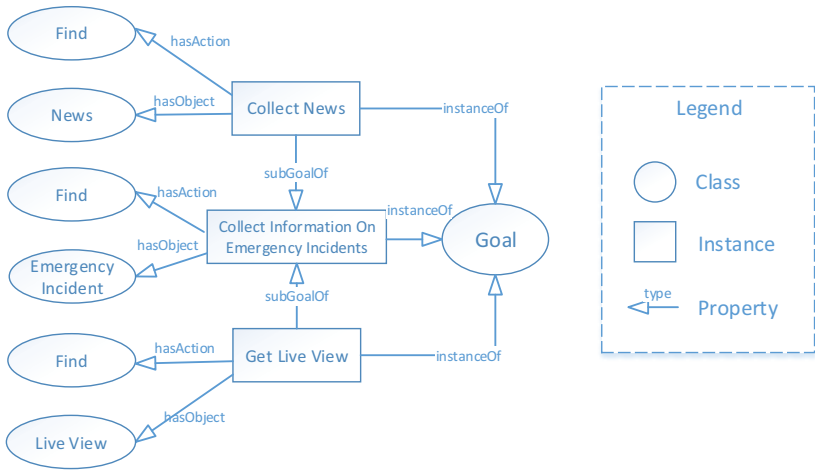 Find
hasAction
Collect News
instanceOf
hasObject
News
subGoalOf
Find
hasAction
Collect Information On
Emergency Incidents
instanceOf
Goal
hasObject
Emergency
Incident
subGoalOf
Find
hasAction
Get Live View
instanceOf
hasObject
Live View
Legend
Class
Instance
type
Property